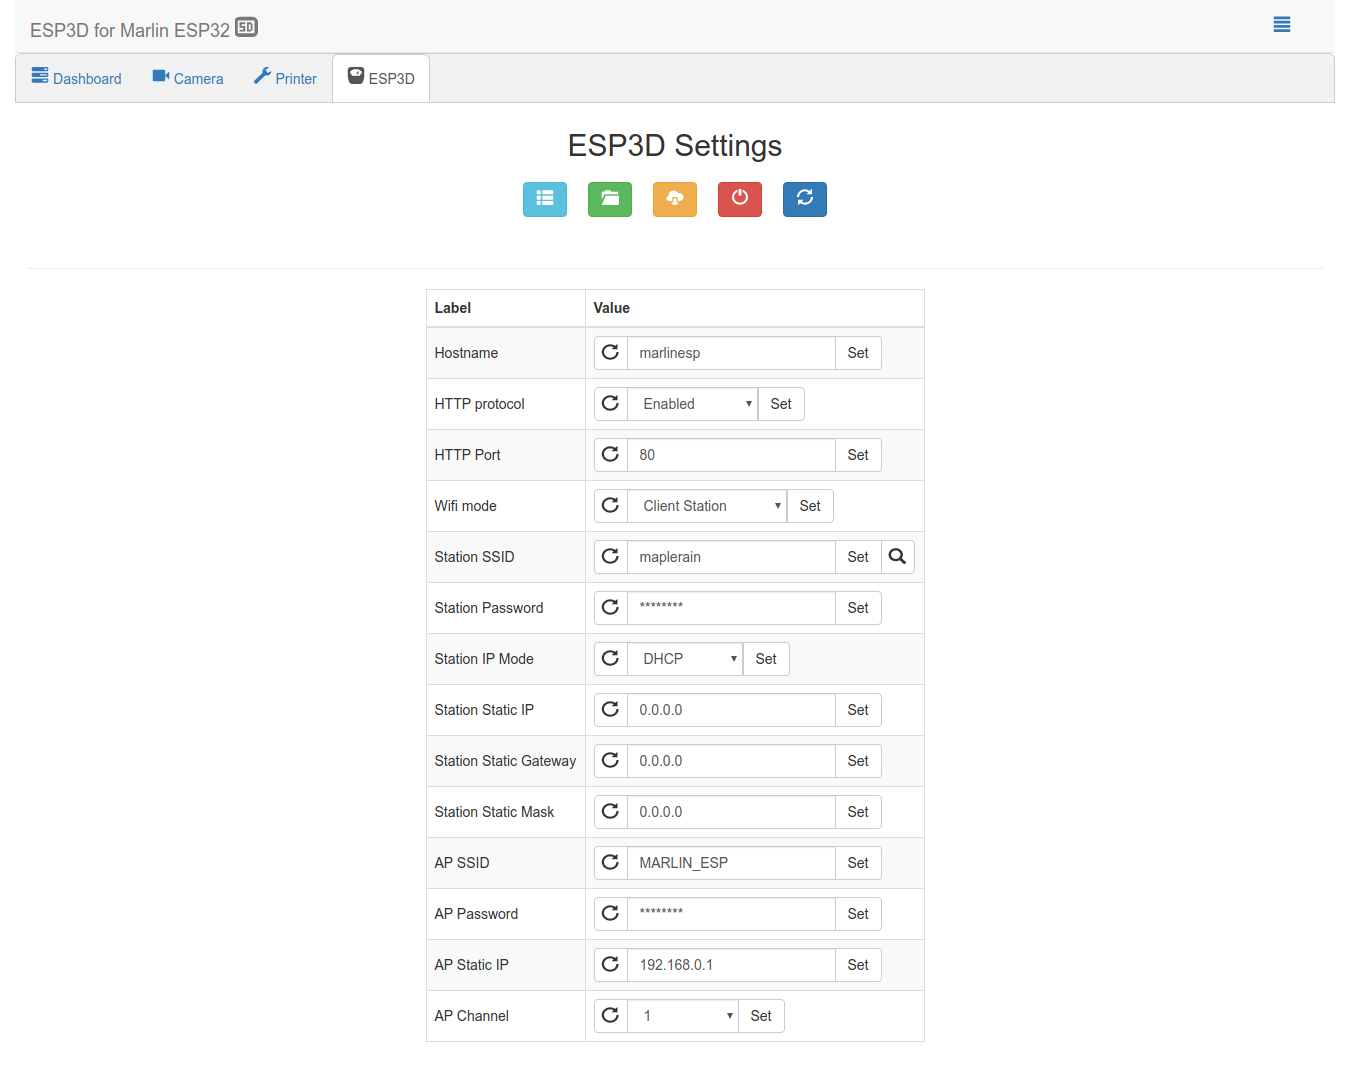 ESP3D for Marlin ESP32 SD
Dashboard Camera Printer ESP3D
ESP3D Settings
Label Value
Hostname marlinesp Set
HTTP protocol Enabled Set
HTTP Port 80 Set
Wifi mode Client Station Set
Station SSID maplerain Set
Station Password ******** Set
Station IP Mode DHCP Set
Station Static IP 0.0.0.0 Set
Station Static Gateway 0.0.0.0 Set
Station Static Mask 0.0.0.0 Set
AP SSID MARLIN_ESP Set
AP Password ******** Set
AP Static IP 192.168.0.1 Set
AP Channel 1 Set